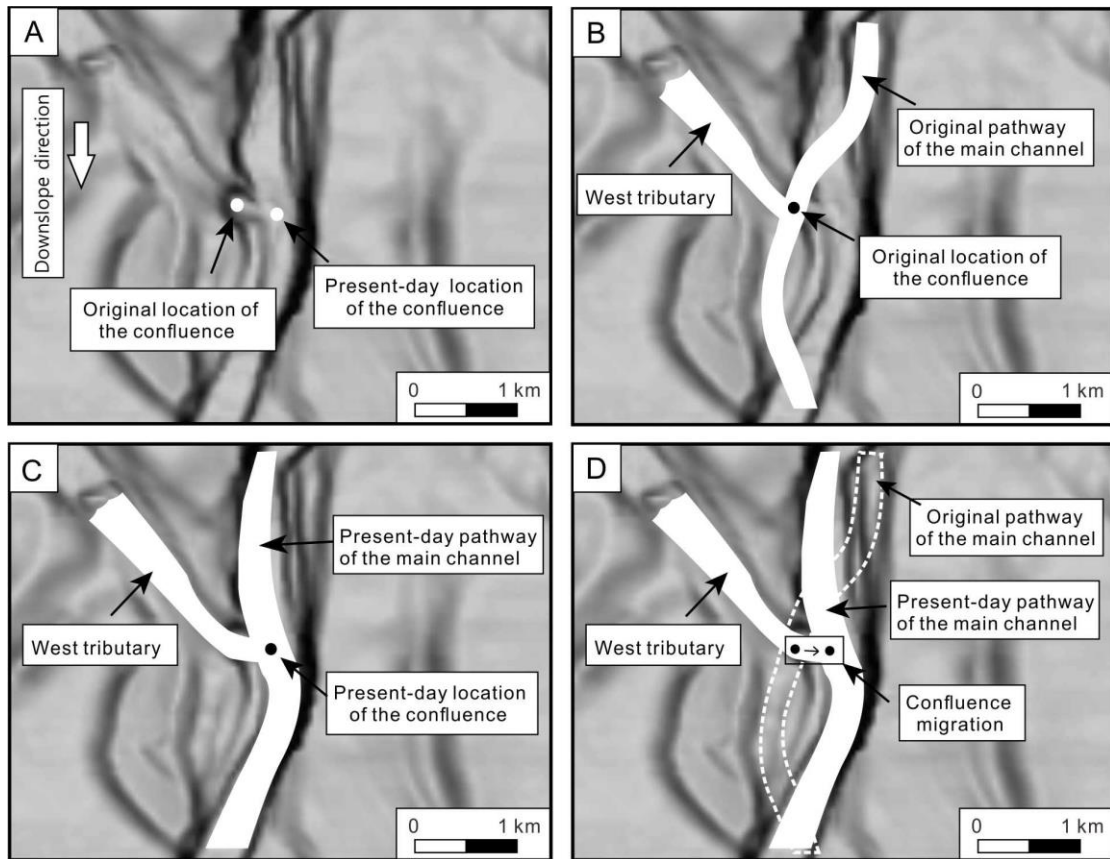 A
Downslope direction
Original location of
the confluence
Present-day location
of the confluence
0 1 km
B
West tributary
Original pathway
of the main channel
Original location of
the confluence
0 1 km
C
West tributary
Present-day pathway
of the main channel
Present-day location
of the confluence
0 1 km
D
West tributary
Original pathway
of the main channel
Present-day pathway
of the main channel
Confluence
migration
0 1 km